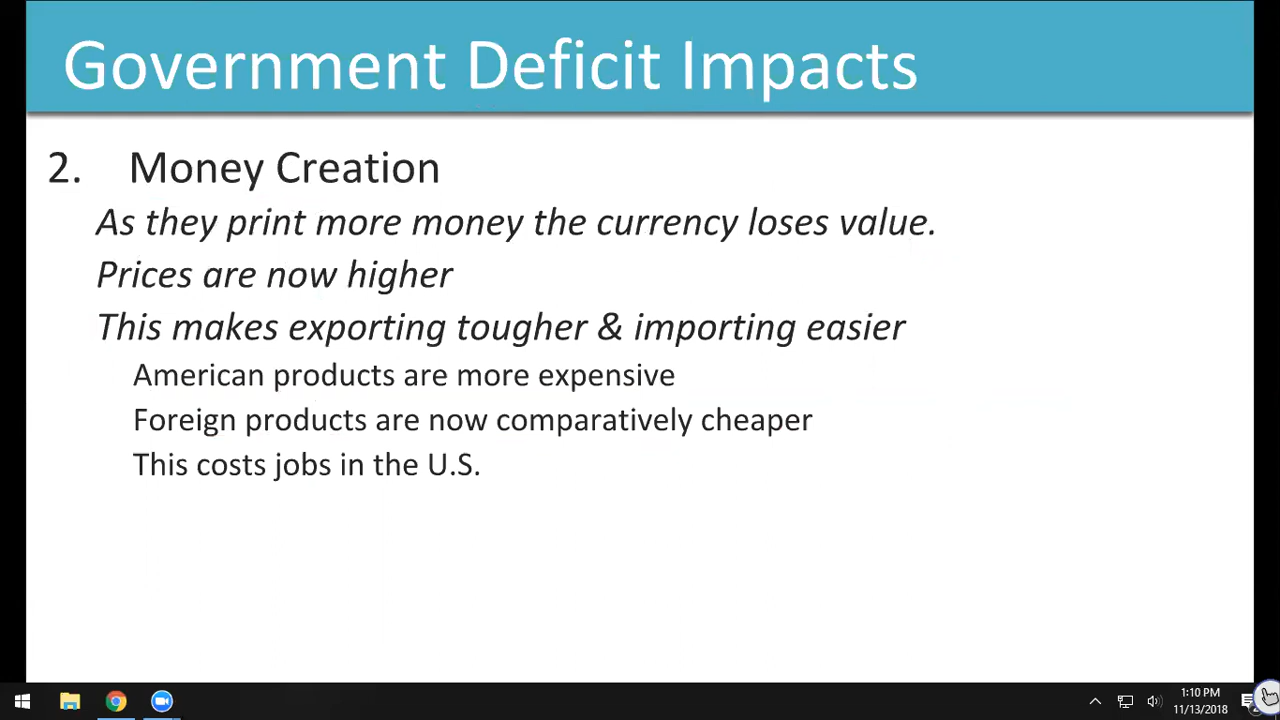 Government Deficit Impacts
2. Money Creation
As they print more money the currency loses value.
Prices are now higher
This makes exporting tougher & importing easier
American products are more expensive
Foreign products are now comparatively cheaper
This costs jobs in the U.S.
1:10 PM
11/13/2018